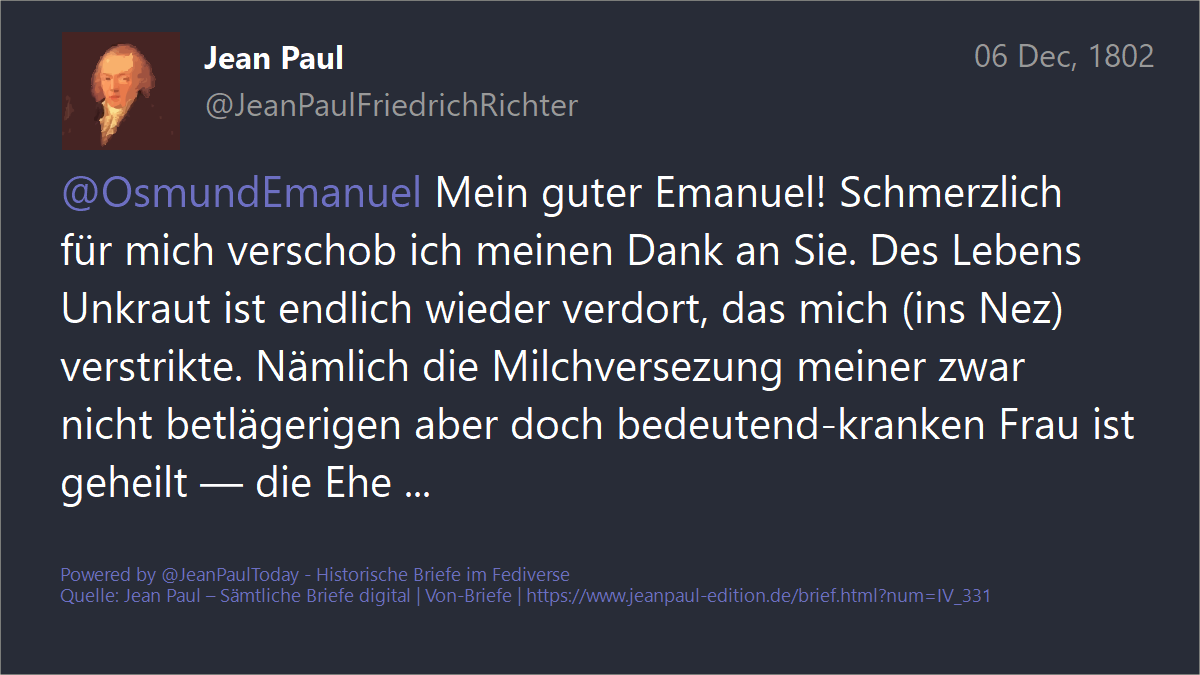 Jean Paul
06 Dec, 1802
@JeanPaulFriedrichRichter
@OsmundEmanuel Mein guter Emanuel! Schmerzlich
für mich verschob ich meinen Dank an Sie. Des Lebens
Unkraut ist endlich wieder verdort, das mich (ins Nez)
verstrikte. Nämlich die Milchversezung meiner zwar
nicht betlägerigen aber doch bedeutend-kranken Frau ist
geheilt — die Ehe ...
Powered by @JeanPaulToday - Historische Briefe im Fediverse
Quelle: Jean Paul – Sämtliche Briefe digital | Von-Briefe | https://www.jeanpaul-edition.de/brief.html?num=IV_331